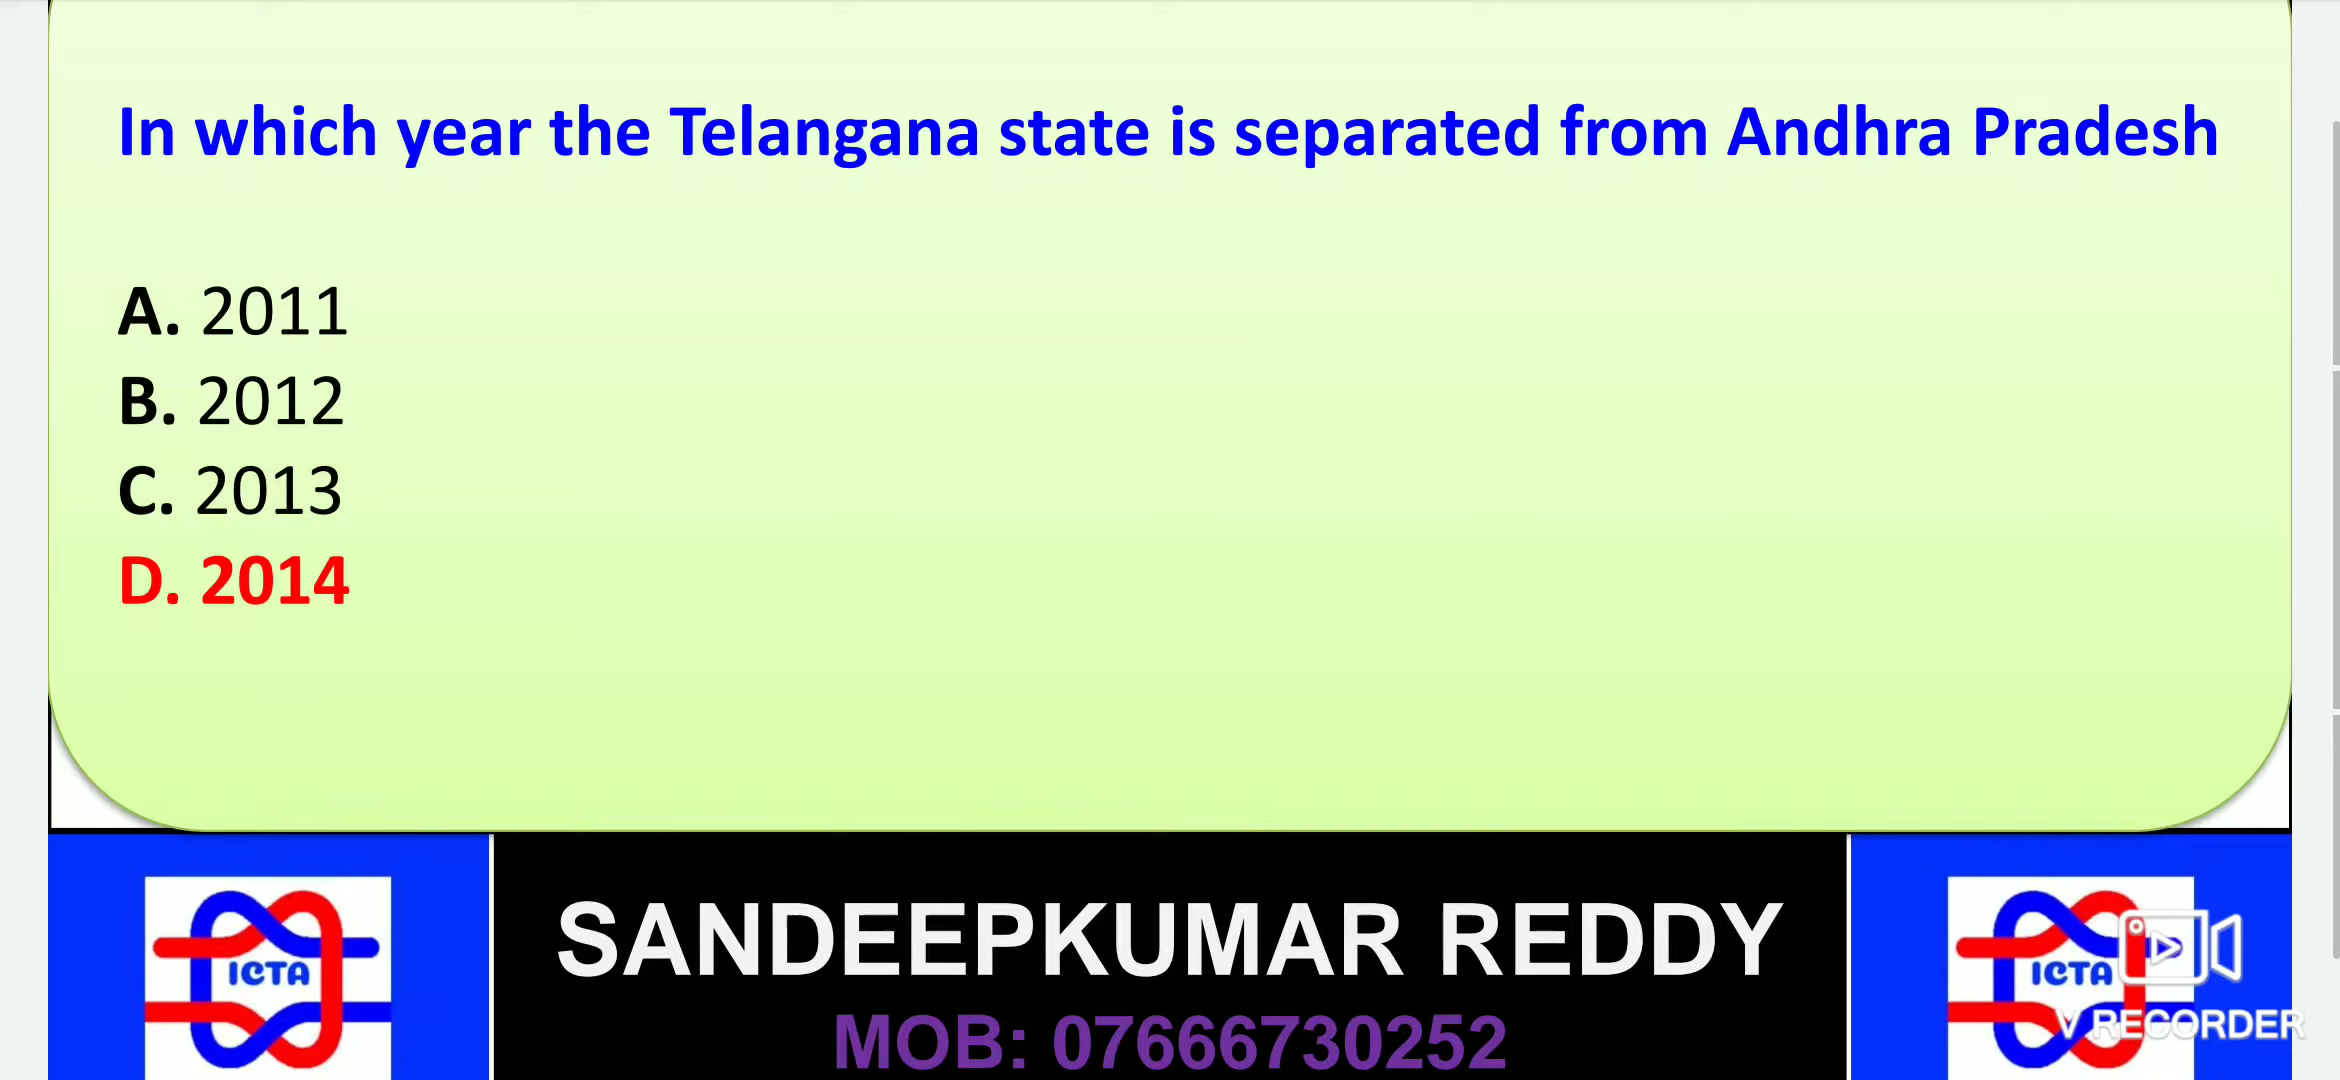 In which year the Telangana state is separated from Andhra Pradesh
A. 2011
B. 2012
C. 2013
D. 2014
ICTA
SANDEEPKUMAR REDDY
MOB: 07666730252
ICTA
V RECORDER